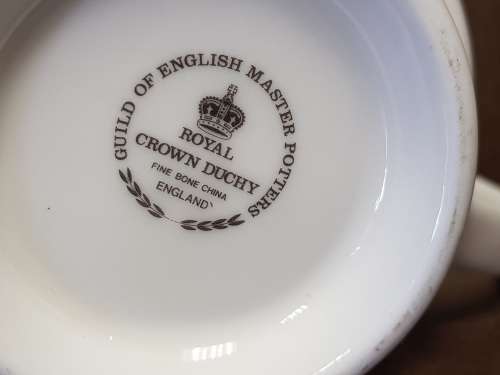 GUILD OF ENGLISH MASTER POTTERS
ROYAL
CROWN DUCHY
FINE BONE CHINA
ENGLAND